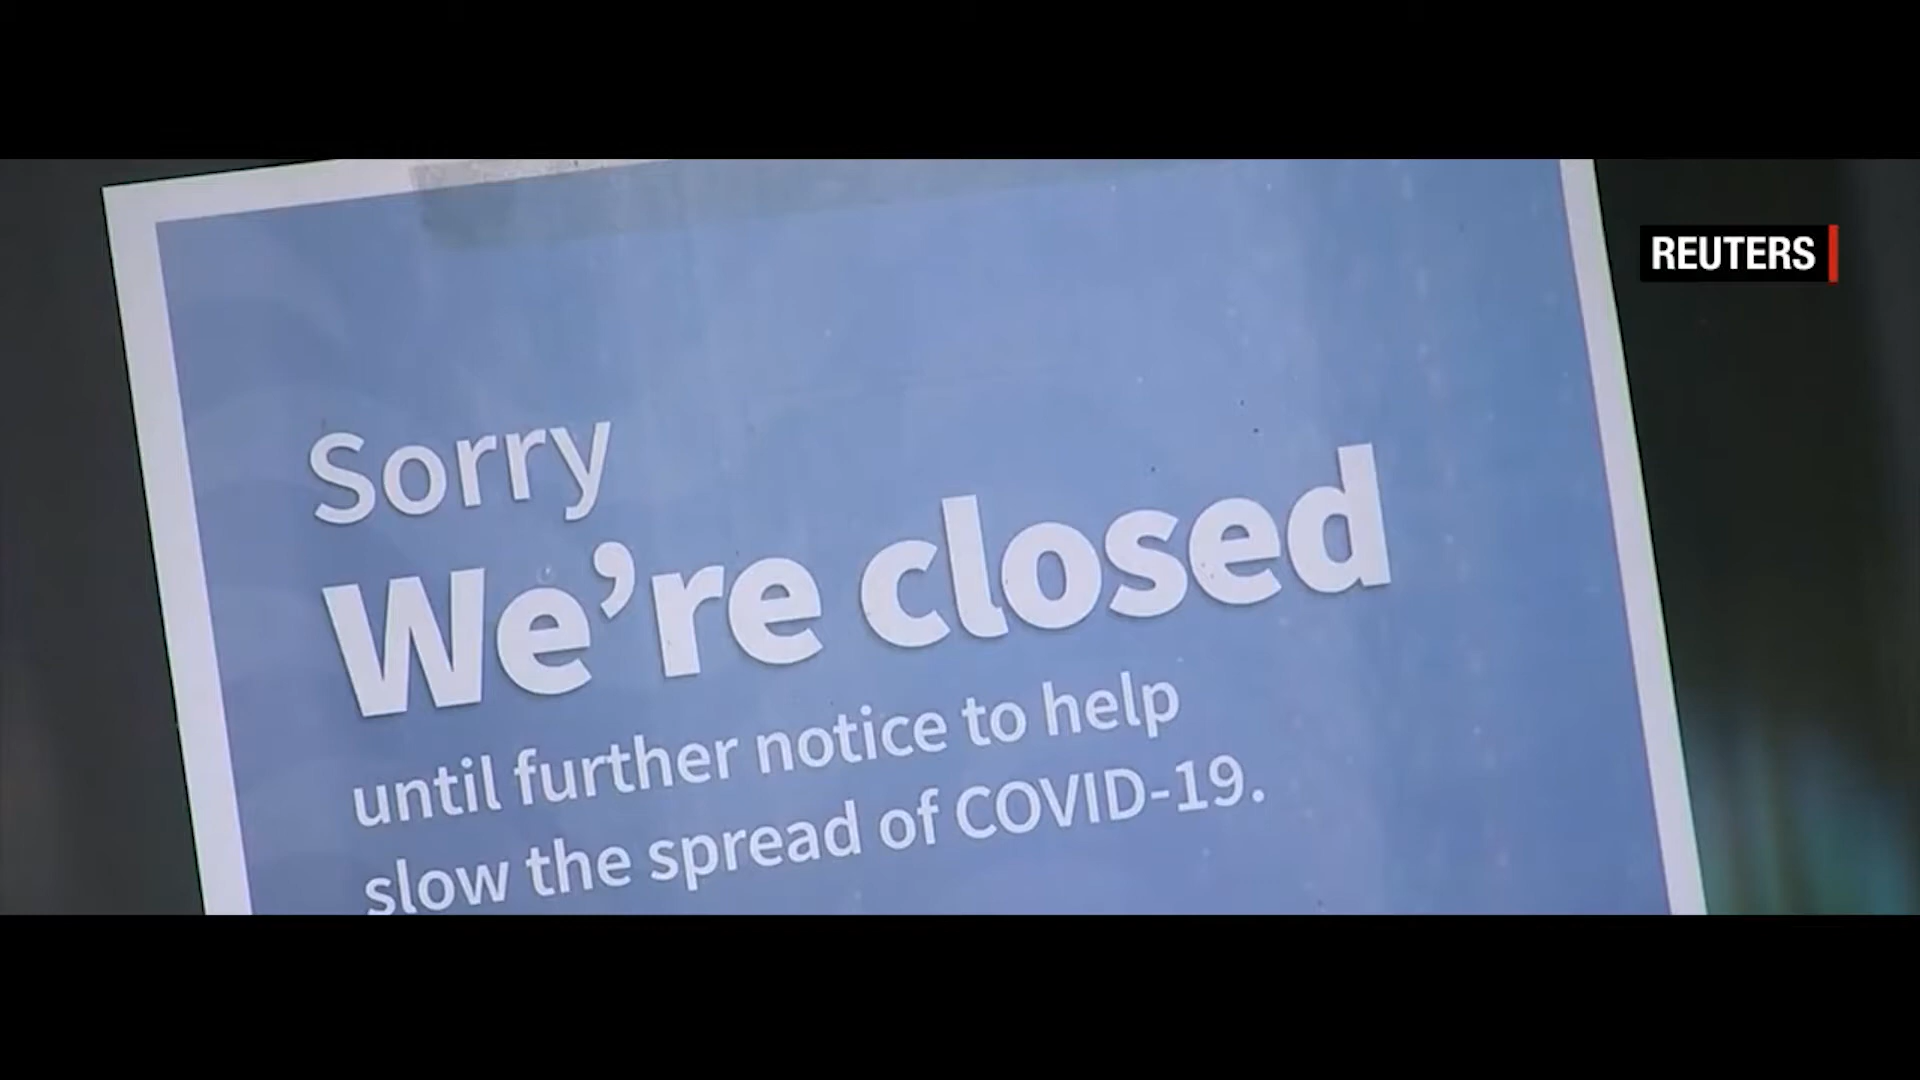 REUTERS
Sorry
We're closed
until further notice to help
slow the spread of COVID-19.